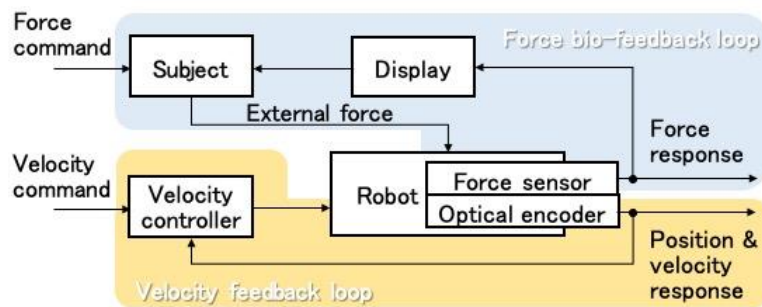 Force
command
Force bio-feedback loop
Subject
Display
External force
Force
response
Velocity
command
Velocity
controller
Robot
Force sensor
Optical encoder
Position &
velocity
response
Velocity feedback loop